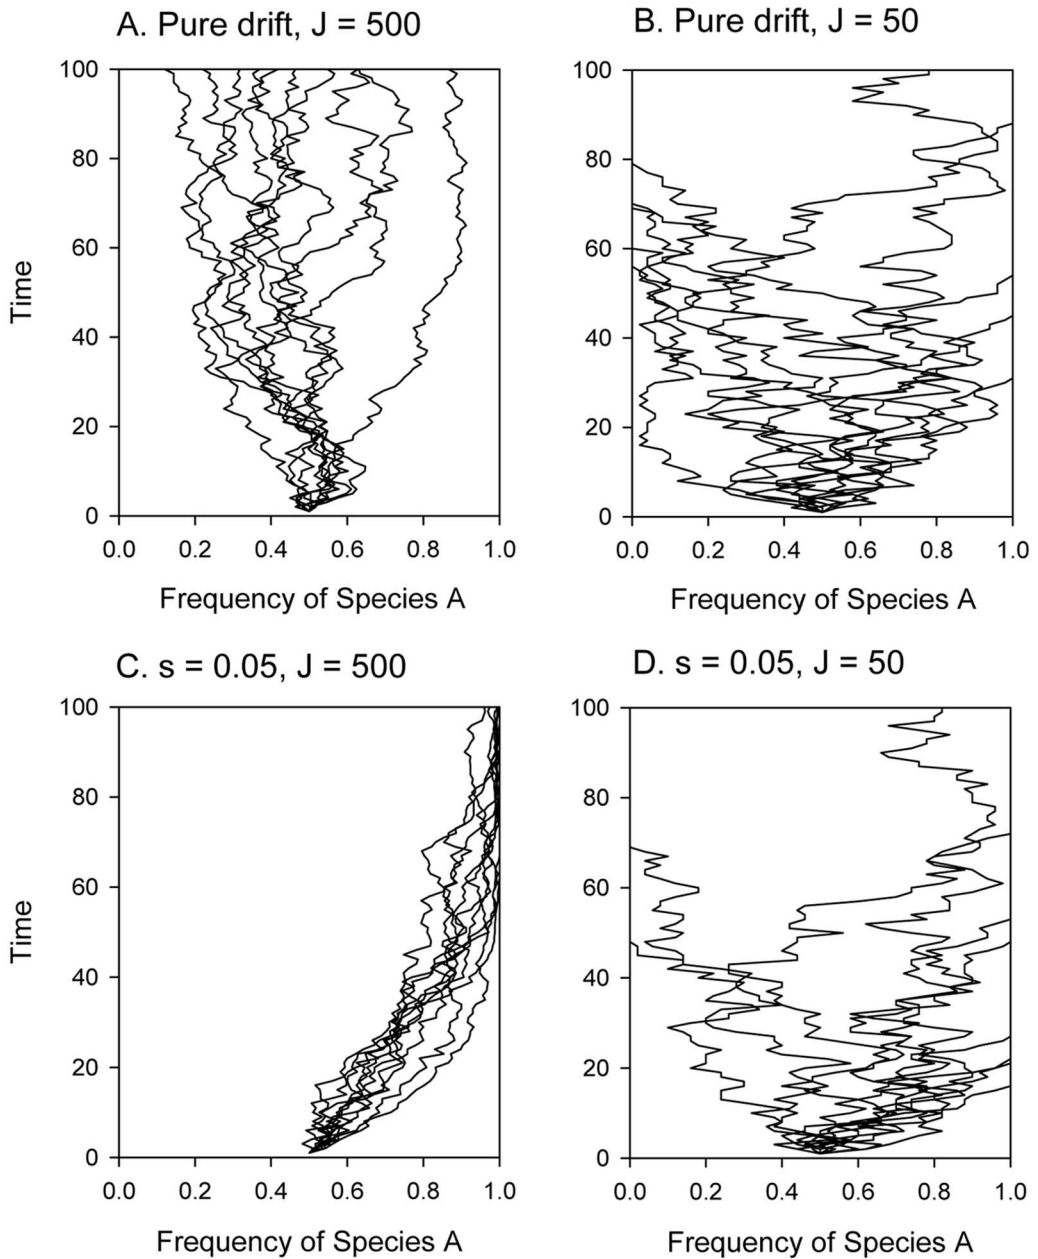 A. Pure drift, J = 500
B. Pure drift, J = 50
100
80
60
40
20
0
Time
0.0 0.2 0.4 0.6 0.8 1.0
Frequency of Species A
100
80
60
40
20
0
0.0 0.2 0.4 0.6 0.8 1.0
Frequency of Species A
C. s = 0.05, J = 500
D. s = 0.05, J = 50
100
80
60
40
20
0
Time
0.0 0.2 0.4 0.6 0.8 1.0
Frequency of Species A
100
80
60
40
20
0
0.0 0.2 0.4 0.6 0.8 1.0
Frequency of Species A